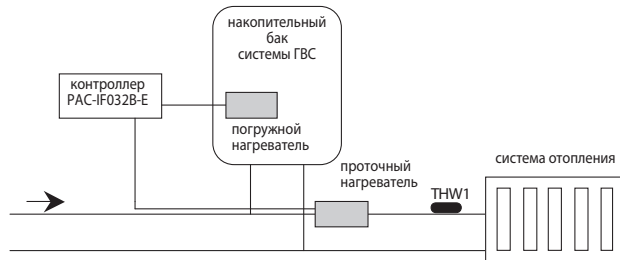 накопительный
бак
системы ГВС
контроллер
PAC-IF032B-E
погружной
нагреватель
проточный
нагреватель
THW1
система отопления